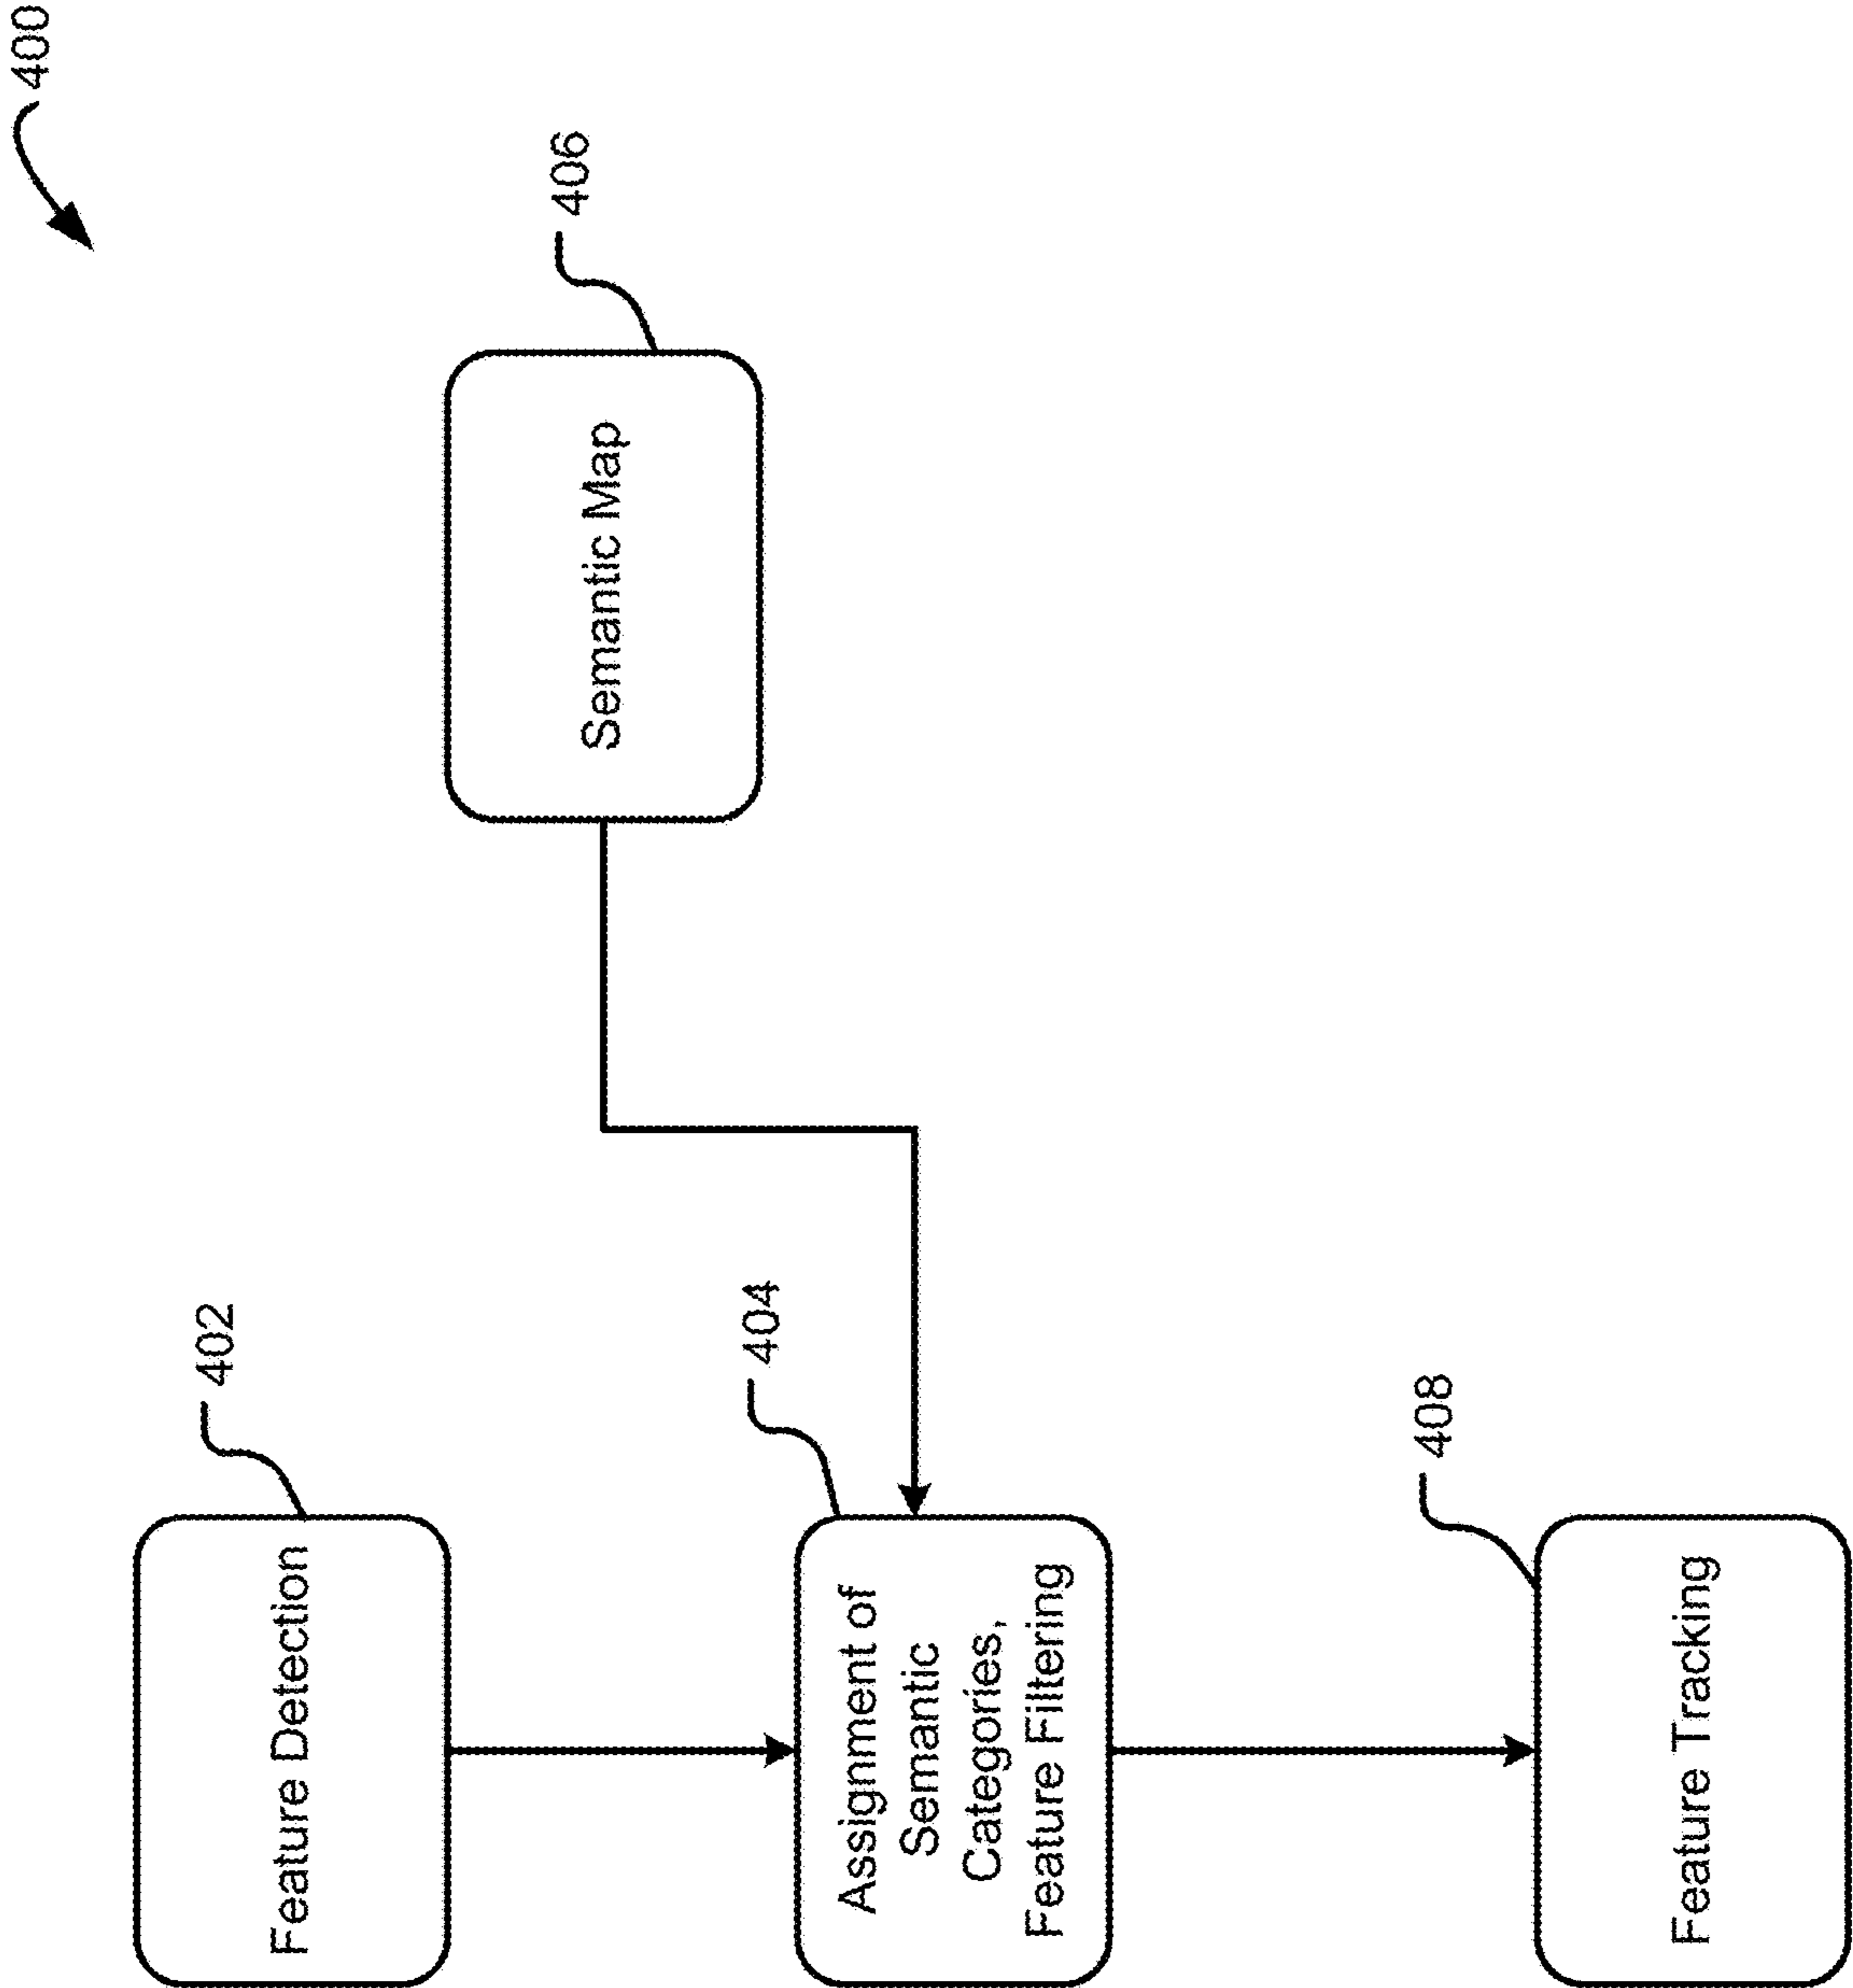 400
402
Feature Detection
404
Assignment of
Semantic
Categories,
Feature Filtering
406
Semantic Map
408
Feature Tracking